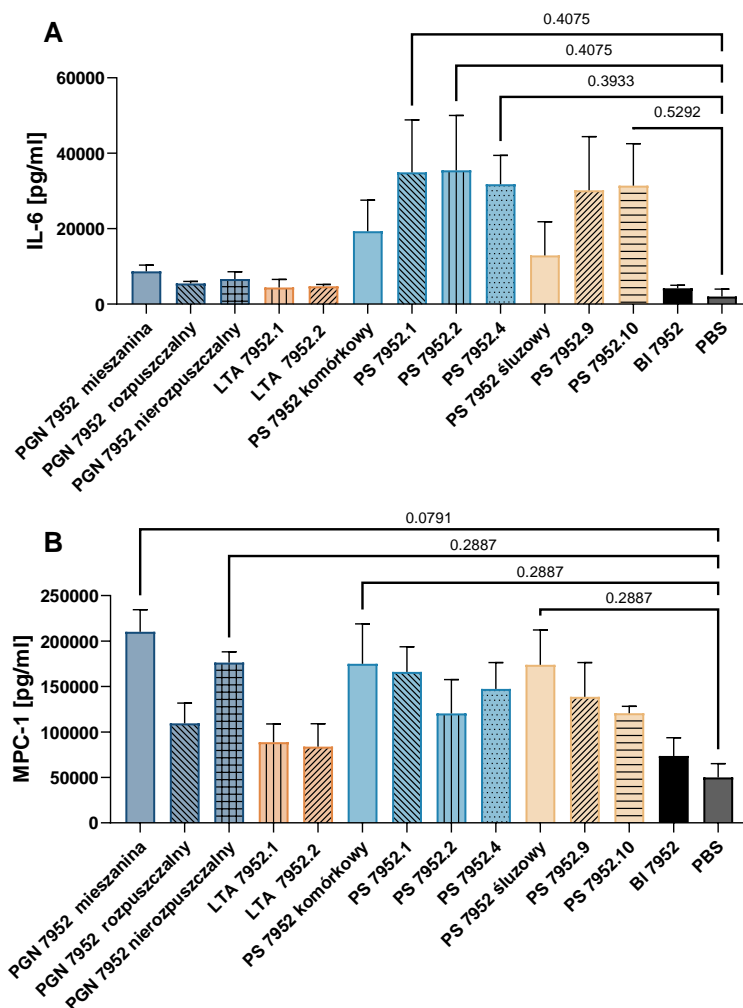 A
0.4075
0.4075
0.3933
0.5292
IL-6 [pg/ml]
60000
40000
20000
0
PGN 7952 mieszanina
PGN 7952 rozpuszczalny
PGN 7952 nierozpuszczalny
LTA 7952.1
LTA 7952.2
PS 7952 komórkowy
PS 7952.1
PS 7952.2
PS 7952.4
PS 7952 śluzowy
PS 7952.9
PS 7952.10
BI 7952
PBS
B
0.0791
0.2887
0.2887
0.2887
MPC-1 [pg/ml]
250000
200000
150000
100000
50000
0
PGN 7952 mieszanina
PGN 7952 rozpuszczalny
PGN 7952 nierozpuszczalny
LTA 7952.1
LTA 7952.2
PS 7952 komórkowy
PS 7952.1
PS 7952.2
PS 7952.4
PS 7952 śluzowy
PS 7952.9
PS 7952.10
BI 7952
PBS